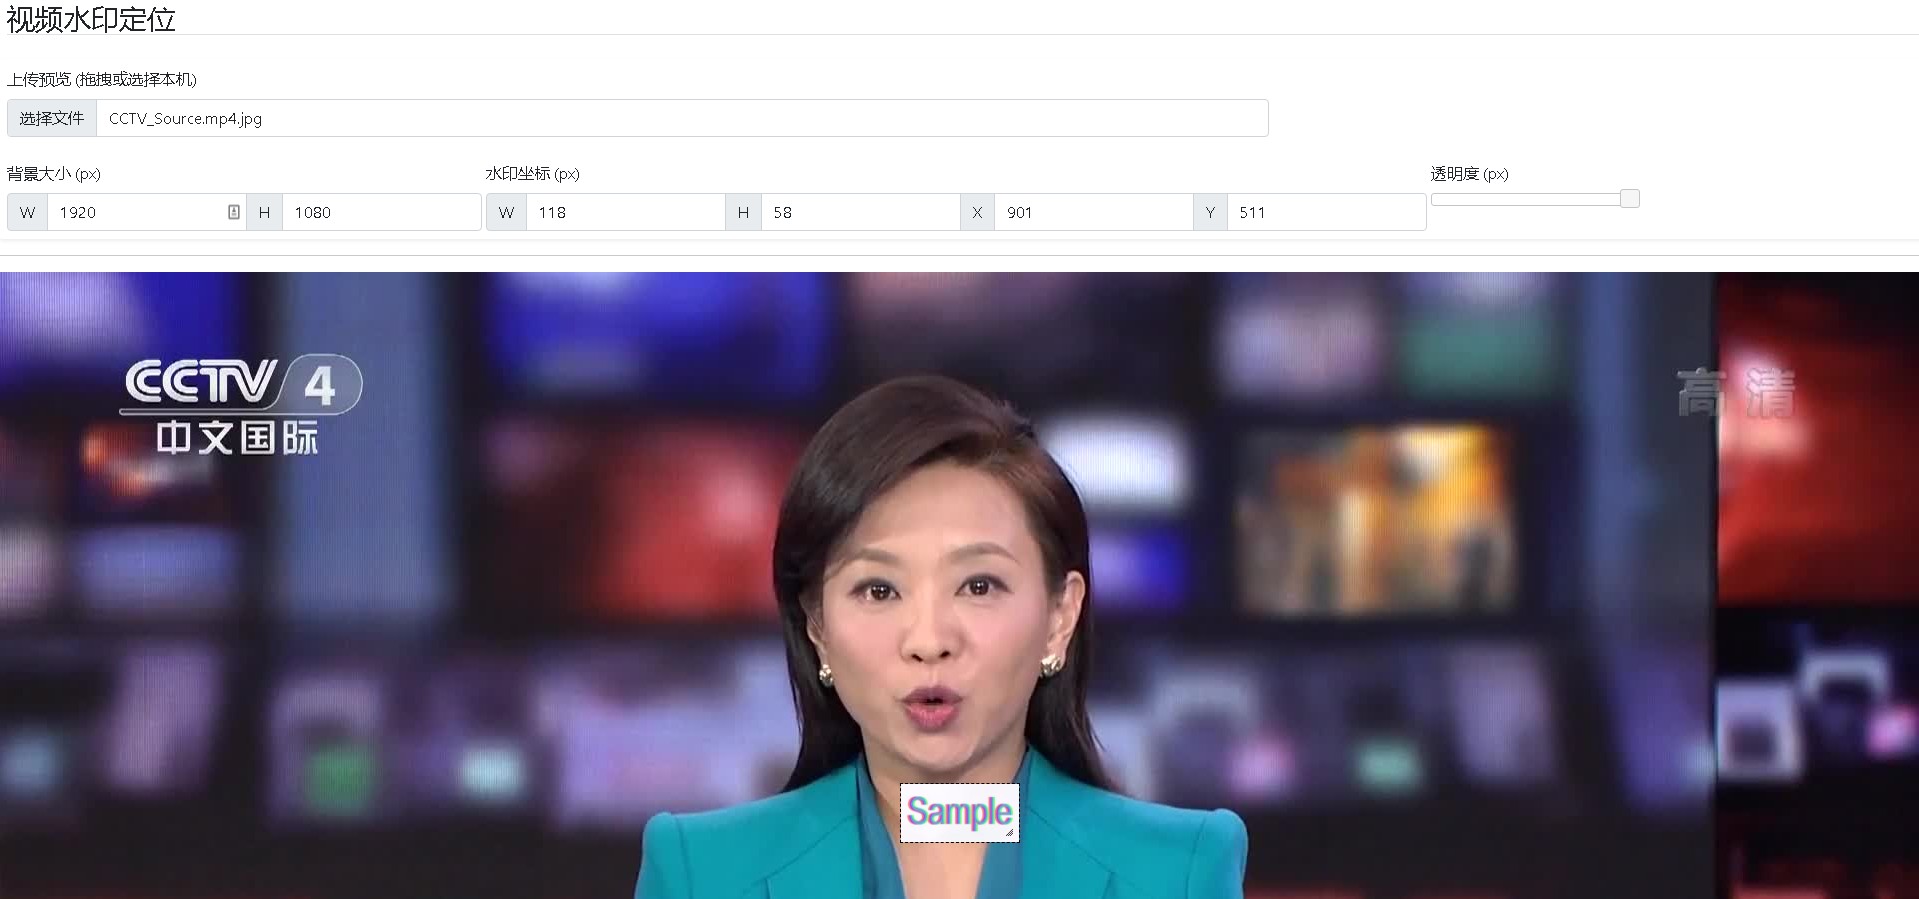 视频水印定位
上传预览 (拖拽或选择本机)
选择文件 CCTV_Source.mp4.jpg
背景大小 (px) 水印坐标 (px) 透明度 (px)
W 1920 H 1080 W 118 H 58 X 901 Y 511
CCTV 4
中文国际
高清
Sample